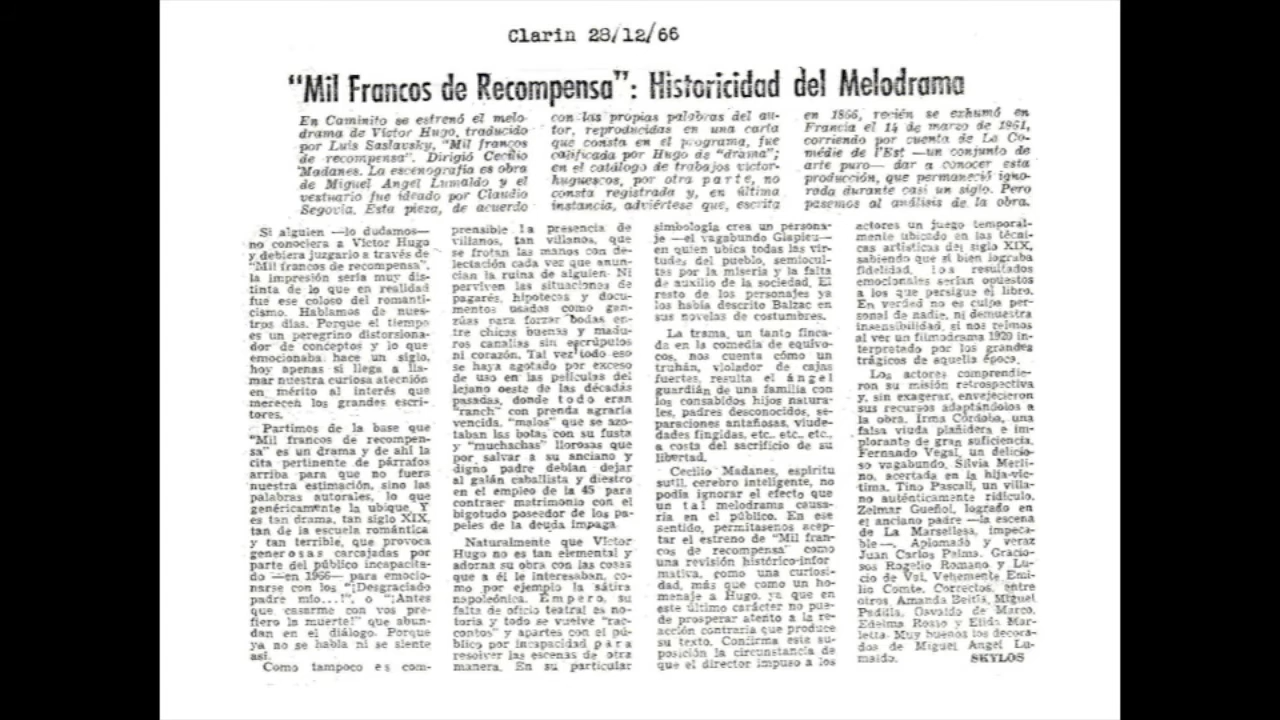 Clarin 28/12/66
“Mil Francos de Recompensa”: Historicidad del Melodrama
En Caminito se estrenó el melo-
drama de Victor Hugo, traducido
por Luis Saslavsky, “Mil francos
de recompensa”. Dirigió Cecilio
Madanes. La escenografía es obra
de Miguel Angel Lumaldo y el
vestuario fue ideado por Claudio
Segovia. Esta pieza, de acuerdo
con las propias palabras del au-
tor, reproducidas en una carta
que consta en el programa, fue
calificada por Hugo de “drama”;
en el catálogo de trabajos victor-
huguescos, por otra parte, no
consta registrada y, en última
instancia, adviértese que, escrita
en 1866, recién se exhumó en
Francia el 14 de marzo de 1961,
corriendo por cuenta de La Co-
médie de l'Est —un conjunto de
arte puro— dar a conocer esta
producción, que permaneció igno-
rada durante casi un siglo. Pero
pasemos al análisis de la obra.
Si alguien —lo dudamos—
no conociera a Victor Hugo
y debiera juzgarlo a través de
“Mil francos de recompensa”,
la impresión sería muy dis-
tinta de lo que en realidad
fue ese coloso del romanti-
cismo. Hablamos de nues-
tros días. Porque el tiempo
es un peregrino distorsiona-
dor de conceptos y lo que
emocionaba hace un siglo,
hoy apenas si llega a lla-
mar nuestra curiosa atención
en mérito al interés que
merecen los grandes escri-
tores.
Partimos de la base que
“Mil francos de recompen-
sa” es un drama y de ahí la
cita pertinente de párrafos
arriba para que no fuera
nuestra estimación, sino las
palabras autorales, lo que
genéricamente la ubique. Y
es tan drama, tan siglo XIX,
tan de la escuela romántica
y tan terrible, que provoca
generosas carcajadas por
parte del público incapacita-
do —en 1966— para emocio-
narse con los “¡Desgraciado
padre mío...!”, o “¡Antes
que casarme con vos pre-
fiero la muerte!” que abun-
dan en el diálogo. Porque
ya no se habla ni se siente
así.
Como tampoco es com-
prensible la presencia de
villanos, tan villanos, que
se frotan las manos con de-
lectación cada vez que anun-
cian la ruina de alguien. Ni
perviven las situaciones de
pagarés, hipotecas y docu-
mentos usados como gan-
zúas para forzar bodas en-
tre chicas buenas y madu-
ros canallas sin escrúpulos
ni corazón. Tal vez todo eso
se haya agotado por exceso
de uso en las películas del
lejano oeste de las décadas
pasadas, donde todo eran
“ranch” con prenda agraria
vencida, “malos” que se azo-
taban las botas con su fusta
y “muchachas” llorosas que
por salvar a su anciano y
digno padre debían dejar
al galán caballista y diestro
en el empleo de la 45 para
contraer matrimonio con el
bigotudo poseedor de los pa-
peles de la deuda impaga.
Naturalmente que Victor
Hugo no es tan elemental y
adorna su obra con las cosas
que a él le interesaban, co-
mo por ejemplo la sátira
napoleónica. Empero, su
falta de oficio teatral es no-
toria y todo se vuelve “rac-
contos” y apartes con el pú-
blico por incapacidad para
resolver las escenas de otra
manera. En su particular
simbología crea un persona-
je —el vagabundo Glapieu—
en quien ubica todas las vir-
tudes del pueblo, semiocul-
tas por la miseria y la falta
de auxilio de la sociedad. El
resto de los personajes ya
los había descrito Balzac en
sus novelas de costumbres.
La trama, un tanto finca-
da en la comedia de equívo-
cos, nos cuenta cómo un
truhán, violador de cajas
fuertes, resulta el ángel
guardián de una familia con
los consabidos hijos natura-
les, padres desconocidos, se-
paraciones antañosas, viude-
dades fingidas, etc., etc., etc.,
a costa del sacrificio de su
libertad.
Cecilio Madanes, espíritu
sutil, cerebro inteligente, no
podía ignorar el efecto que
un tal melodrama causa-
ría en el público. En ese
sentido, permítasenos acep-
tar el estreno de “Mil fran-
cos de recompensa” como
una revisión histórico-infor
mativa, como una curiosi-
dad, más que como un ho-
menaje a Hugo, ya que en
este último carácter no pue-
de prosperar atento a la re-
acción contraria que produce
su texto. Confirma este su-
posición la circunstancia de
que el director impuso a los
actores un juego temporal-
mente ubicado en las técni-
cas artísticas del siglo XIX,
sabiendo que si bien lograba
fidelidad, los resultados
emocionales serían opuestos
a los que persigue el libro.
En verdad no es culpa per-
sonal de nadie, ni demuestra
insensibilidad, si nos reímos
al ver un filmodrama 1920 in-
terpretado por los grandes
trágicos de aquella época.
Los actores comprendie-
ron su misión retrospectiva
y, sin exagerar, envejecieron
sus recursos adaptándolos a
la obra. Irma Córdoba, una
falsa viuda plañidera e im-
plorante de gran suficiencia.
Fernando Vegal, un delicio-
so vagabundo. Silvia Merli-
no, acertada en la hija-víc-
tima. Tino Pascali, un villa-
no auténticamente ridículo.
Zelmar Gueñol, logrado en
el anciano padre —la escena
de La Marsellesa, impeca-
ble—. Aplomado y veraz
Juan Carlos Palma. Gracio-
sos Rogelio Romano y Lu-
cio de Val. Vehemente Emi-
lio Comte. Correctos, entre
otros, Amanda Beitia, Miguel
Padilla, Osvaldo de Marco,
Edelma Rosso y Elida Mar-
letta. Muy buenos los decora-
dos de Miguel Angel Lu-
maldo. SKYLOS